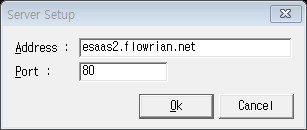 Server Setup
Address : esaas2.flowrian.net
Port : 80
Ok Cancel